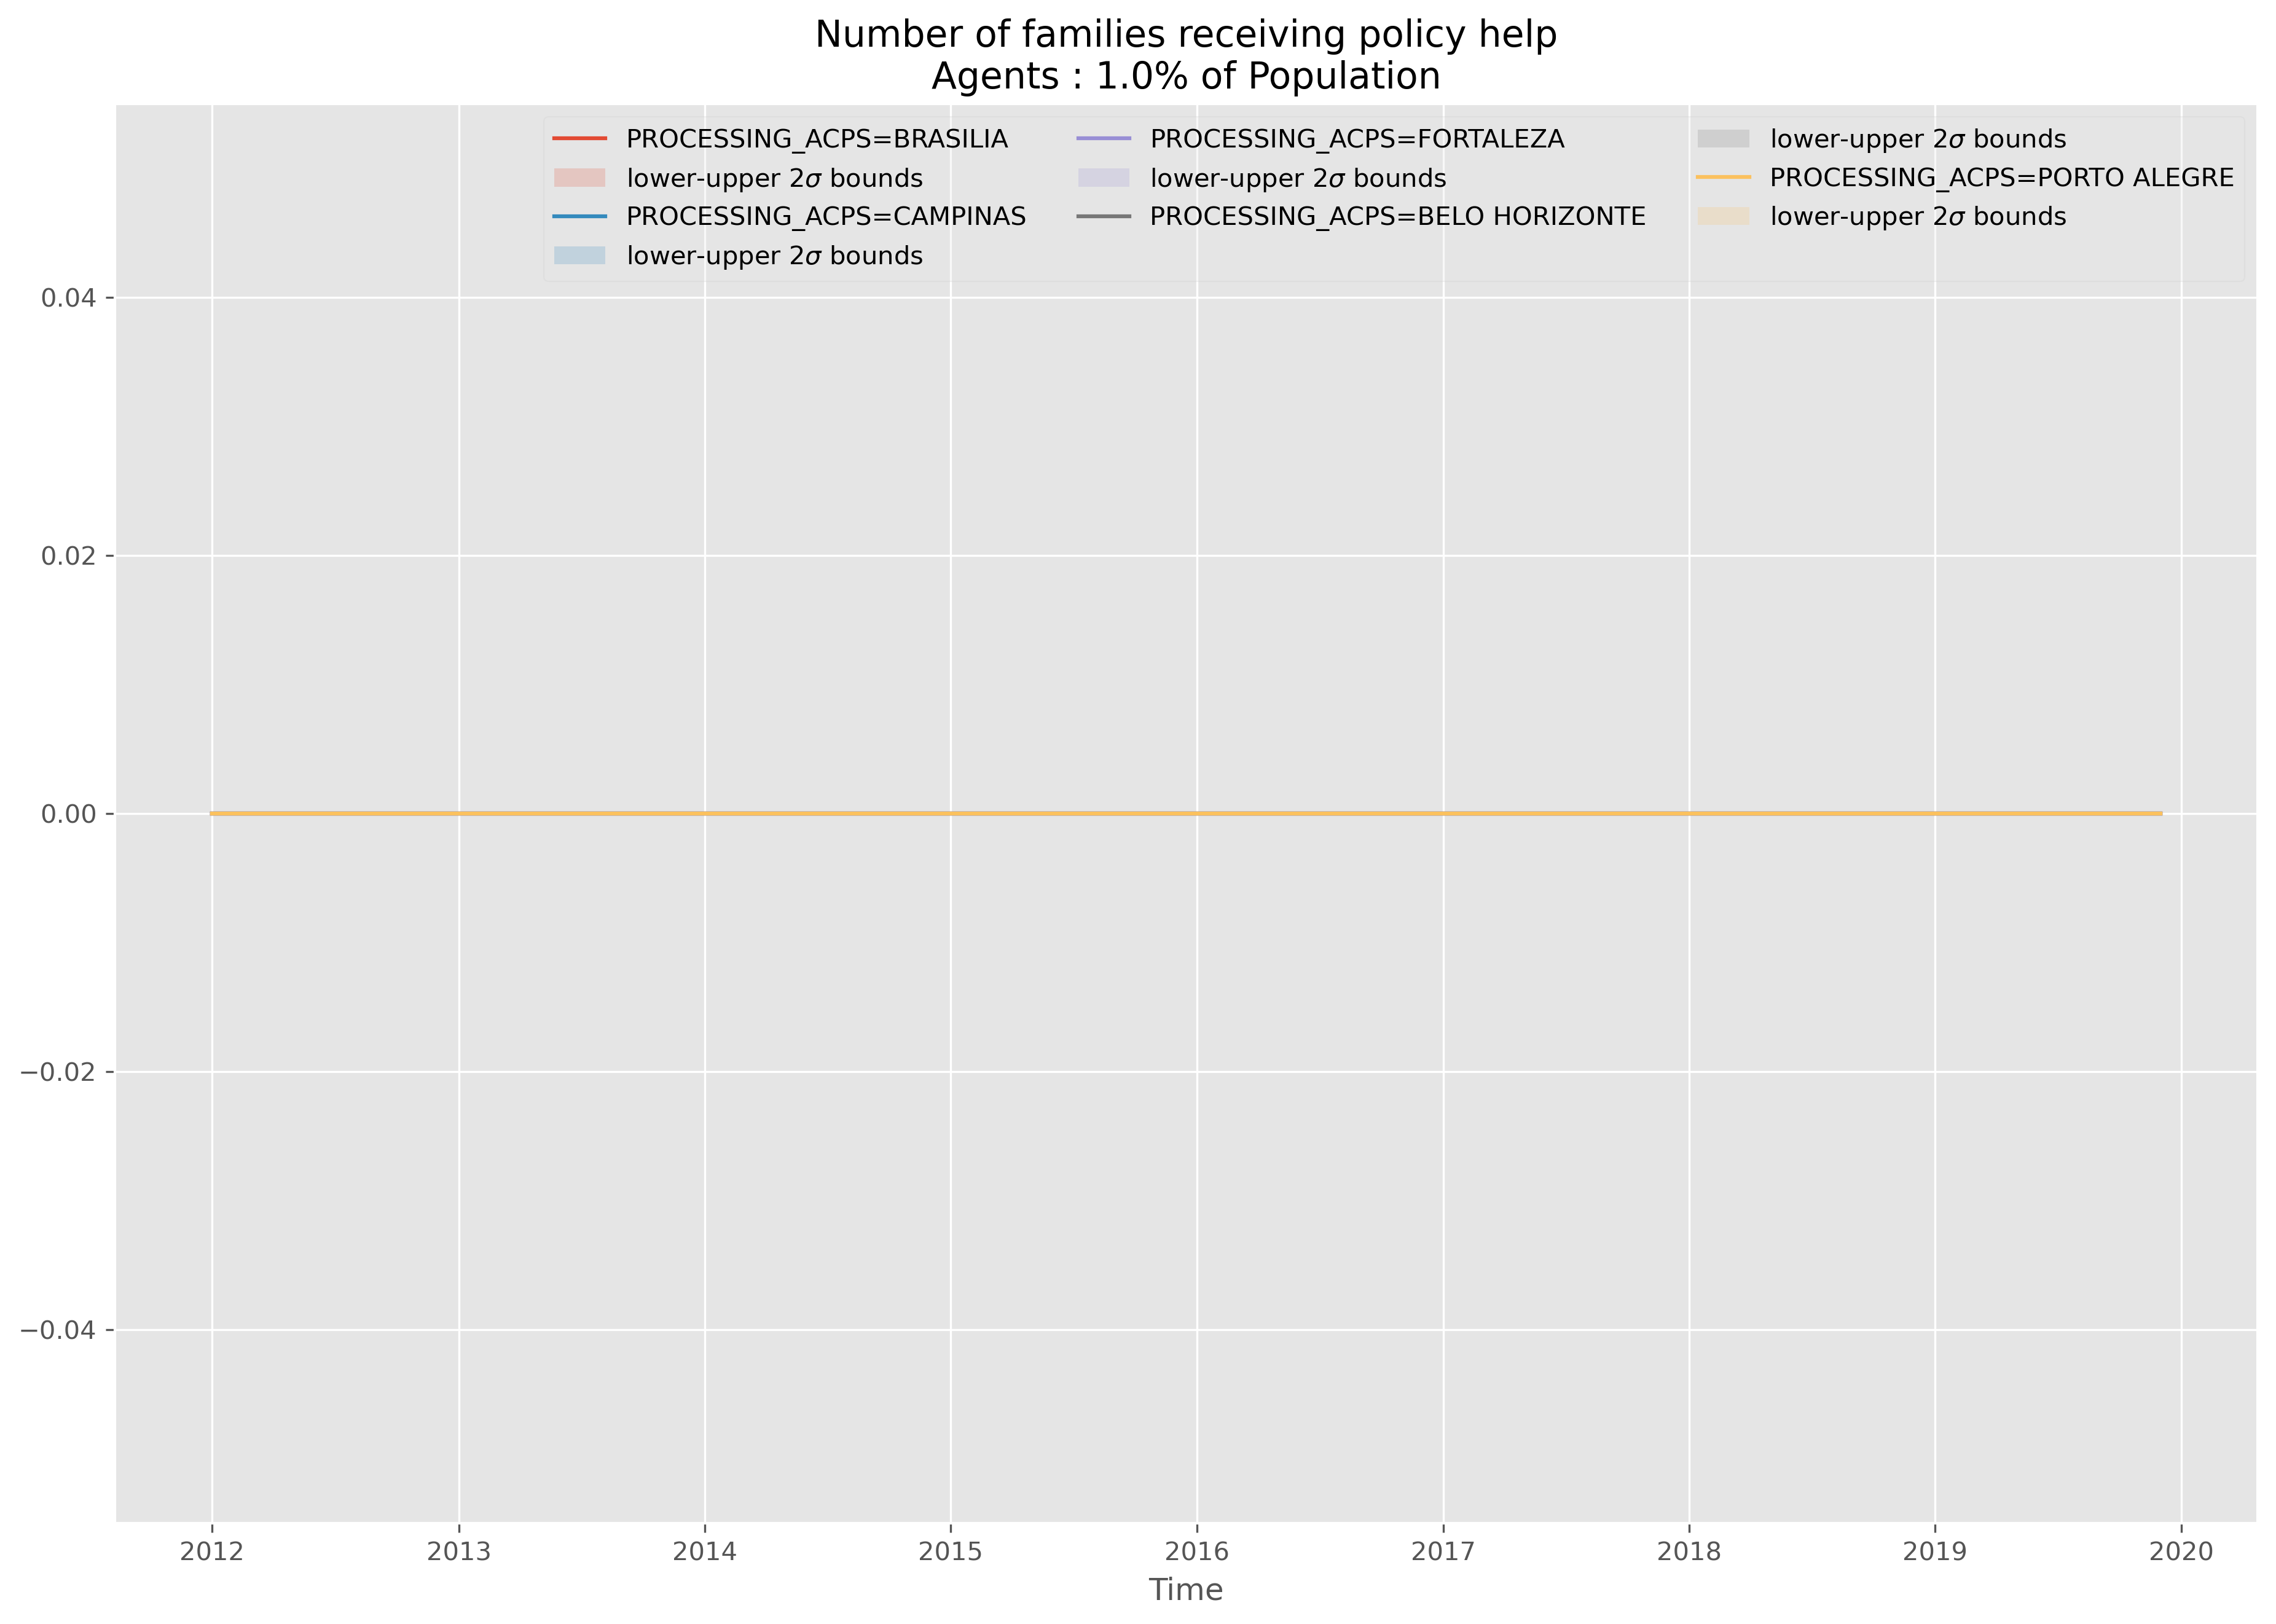 Number of families receiving policy help
Agents : 1.0% of Population
PROCESSING_ACPS=BRASILIA
lower-upper 2σ bounds
PROCESSING_ACPS=CAMPINAS
lower-upper 2σ bounds
PROCESSING_ACPS=FORTALEZA
lower-upper 2σ bounds
PROCESSING_ACPS=BELO HORIZONTE
lower-upper 2σ bounds
PROCESSING_ACPS=PORTO ALEGRE
lower-upper 2σ bounds
0.04
0.02
0.00
−0.02
−0.04
2012 2013 2014 2015 2016 2017 2018 2019 2020
Time